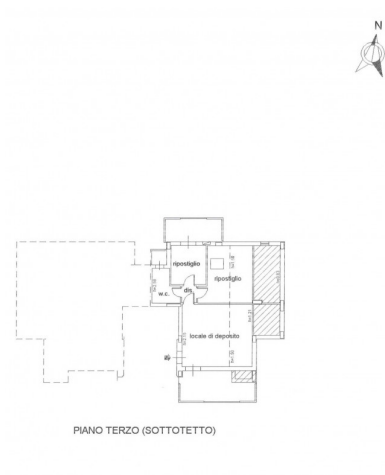 N
ripostiglio
ripostiglio
w.c.
dis
locale di deposito
PIANO TERZO (SOTTOTETTO)